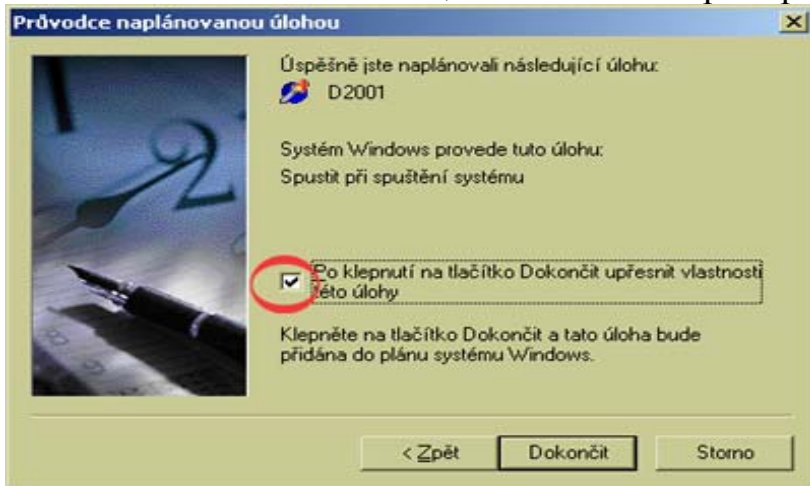 Průvodce naplánovanou úlohou
Úspěšně jste naplánovali následující úlohu:
D2001
Systém Windows provede tuto úlohu:
Spustit při spuštění systému
Po klepnutí na tlačítko Dokončit upřesnit vlastnosti
této úlohy
Klepněte na tlačítko Dokončit a tato úloha bude
přidána do plánu systému Windows.
< Zpět
Dokončit
Storno